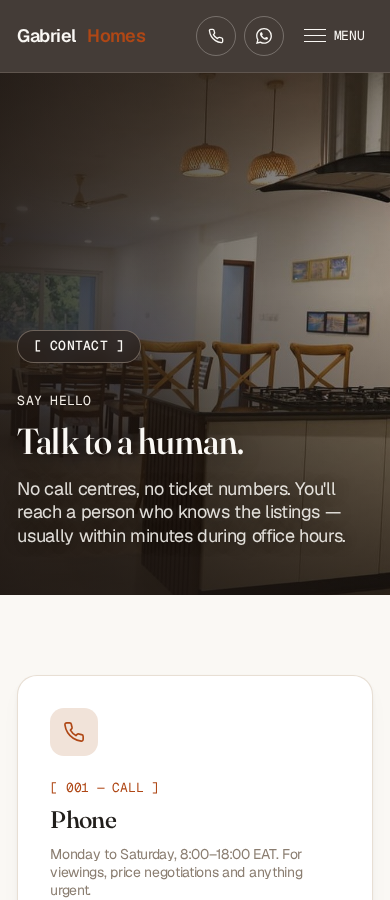 Gabriel Homes
MENU
[ CONTACT ]
SAY HELLO
Talk to a human.
No call centres, no ticket numbers. You'll
reach a person who knows the listings —
usually within minutes during office hours.
[ 001 — CALL ]
Phone
Monday to Saturday, 8:00–18:00 EAT. For
viewings, price negotiations and anything
urgent.